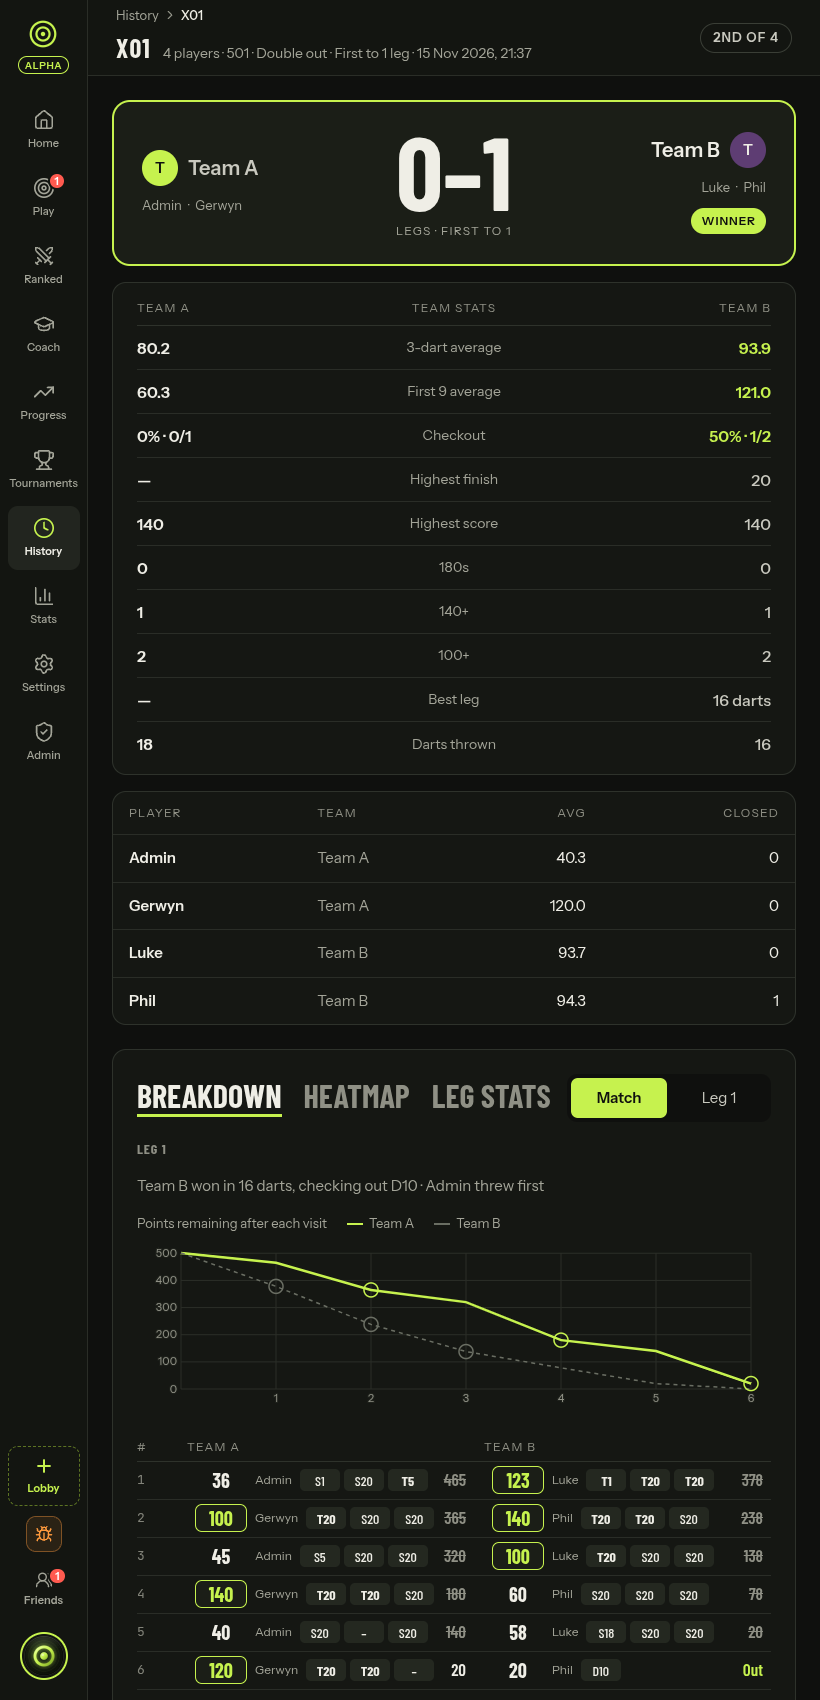 History > X01
X01 4 players · 501 · Double out · First to 1 leg · 15 Nov 2026, 21:37
2ND OF 4
ALPHA
Home
1
Play
Ranked
Coach
Progress
Tournaments
History
Stats
Settings
Admin
Lobby
1
Friends
T Team A
Admin · Gerwyn
0–1
LEGS · FIRST TO 1
Team B T
Luke · Phil
WINNER
TEAM A TEAM STATS TEAM B
80.2 3-dart average 93.9
60.3 First 9 average 121.0
0% · 0/1 Checkout 50% · 1/2
— Highest finish 20
140 Highest score 140
0 180s 0
1 140+ 1
2 100+ 2
— Best leg 16 darts
18 Darts thrown 16
PLAYER TEAM AVG CLOSED
Admin Team A 40.3 0
Gerwyn Team A 120.0 0
Luke Team B 93.7 0
Phil Team B 94.3 1
BREAKDOWN HEATMAP LEG STATS Match Leg 1
LEG 1
Team B won in 16 darts, checking out D10 · Admin threw first
Points remaining after each visit — Team A — Team B
500
400
300
200
100
0
1 2 3 4 5 6
# TEAM A TEAM B
1 36 Admin S1 S20 T5 465 123 Luke T1 T20 T20 378
2 100 Gerwyn T20 S20 S20 365 140 Phil T20 T20 S20 238
3 45 Admin S5 S20 S20 320 100 Luke T20 S20 S20 138
4 140 Gerwyn T20 T20 S20 180 60 Phil S20 S20 S20 78
5 40 Admin S20 – S20 140 58 Luke S18 S20 S20 20
6 120 Gerwyn T20 T20 – 20 20 Phil D10 Out